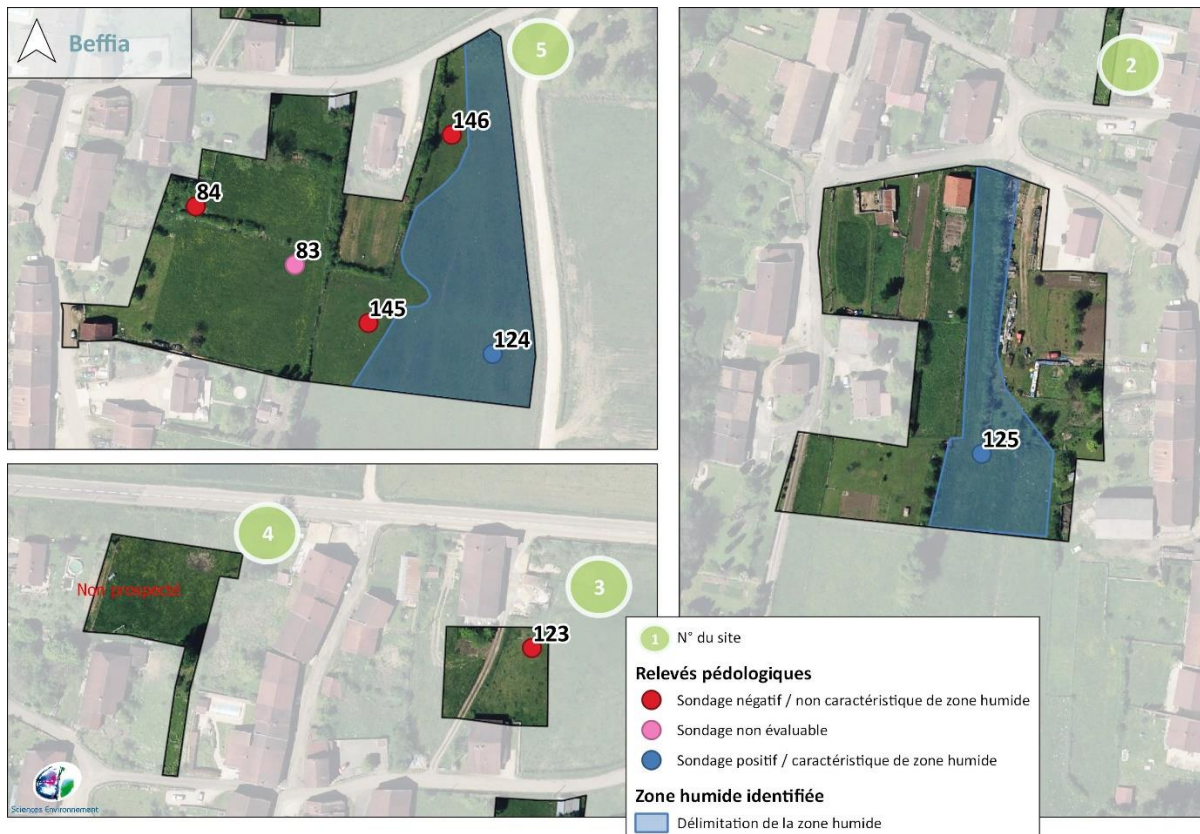 Beffia
5
146
84
83
145
124
2
125
4
Non prospecté
3
123
Sciences Environnement
1 N° du site
Relevés pédologiques
Sondage négatif / non caractéristique de zone humide
Sondage non évaluable
Sondage positif / caractéristique de zone humide
Zone humide identifiée
Délimitation de la zone humide